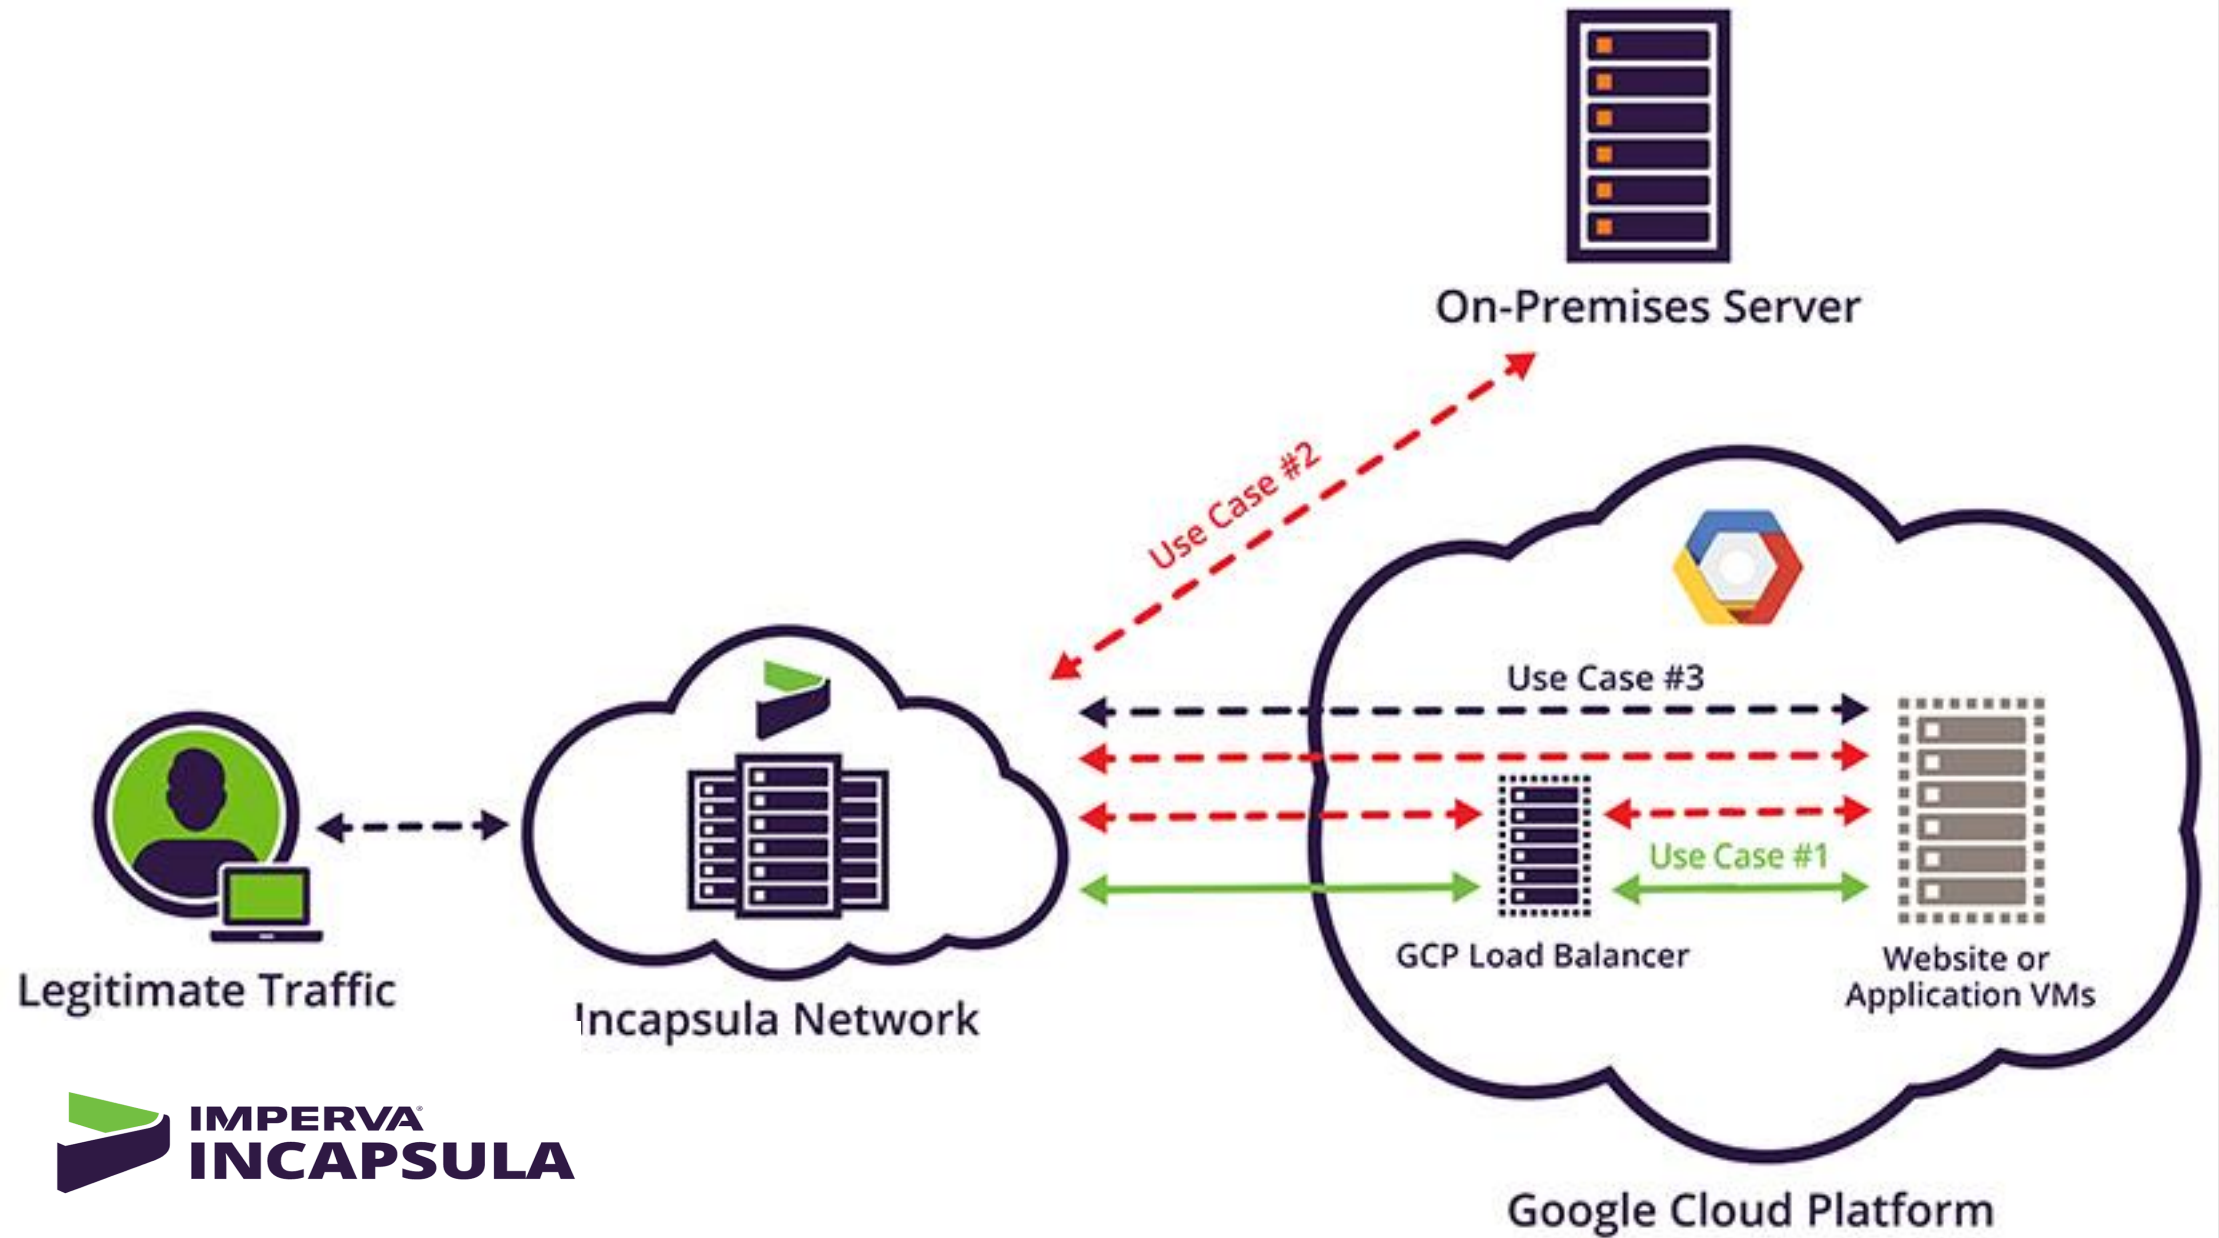 On-Premises Server
Use Case #2
Use Case #3
Use Case #1
GCP Load Balancer
Website or
Application VMs
Legitimate Traffic
Incapsula Network
IMPERVA®
INCAPSULA
Google Cloud Platform